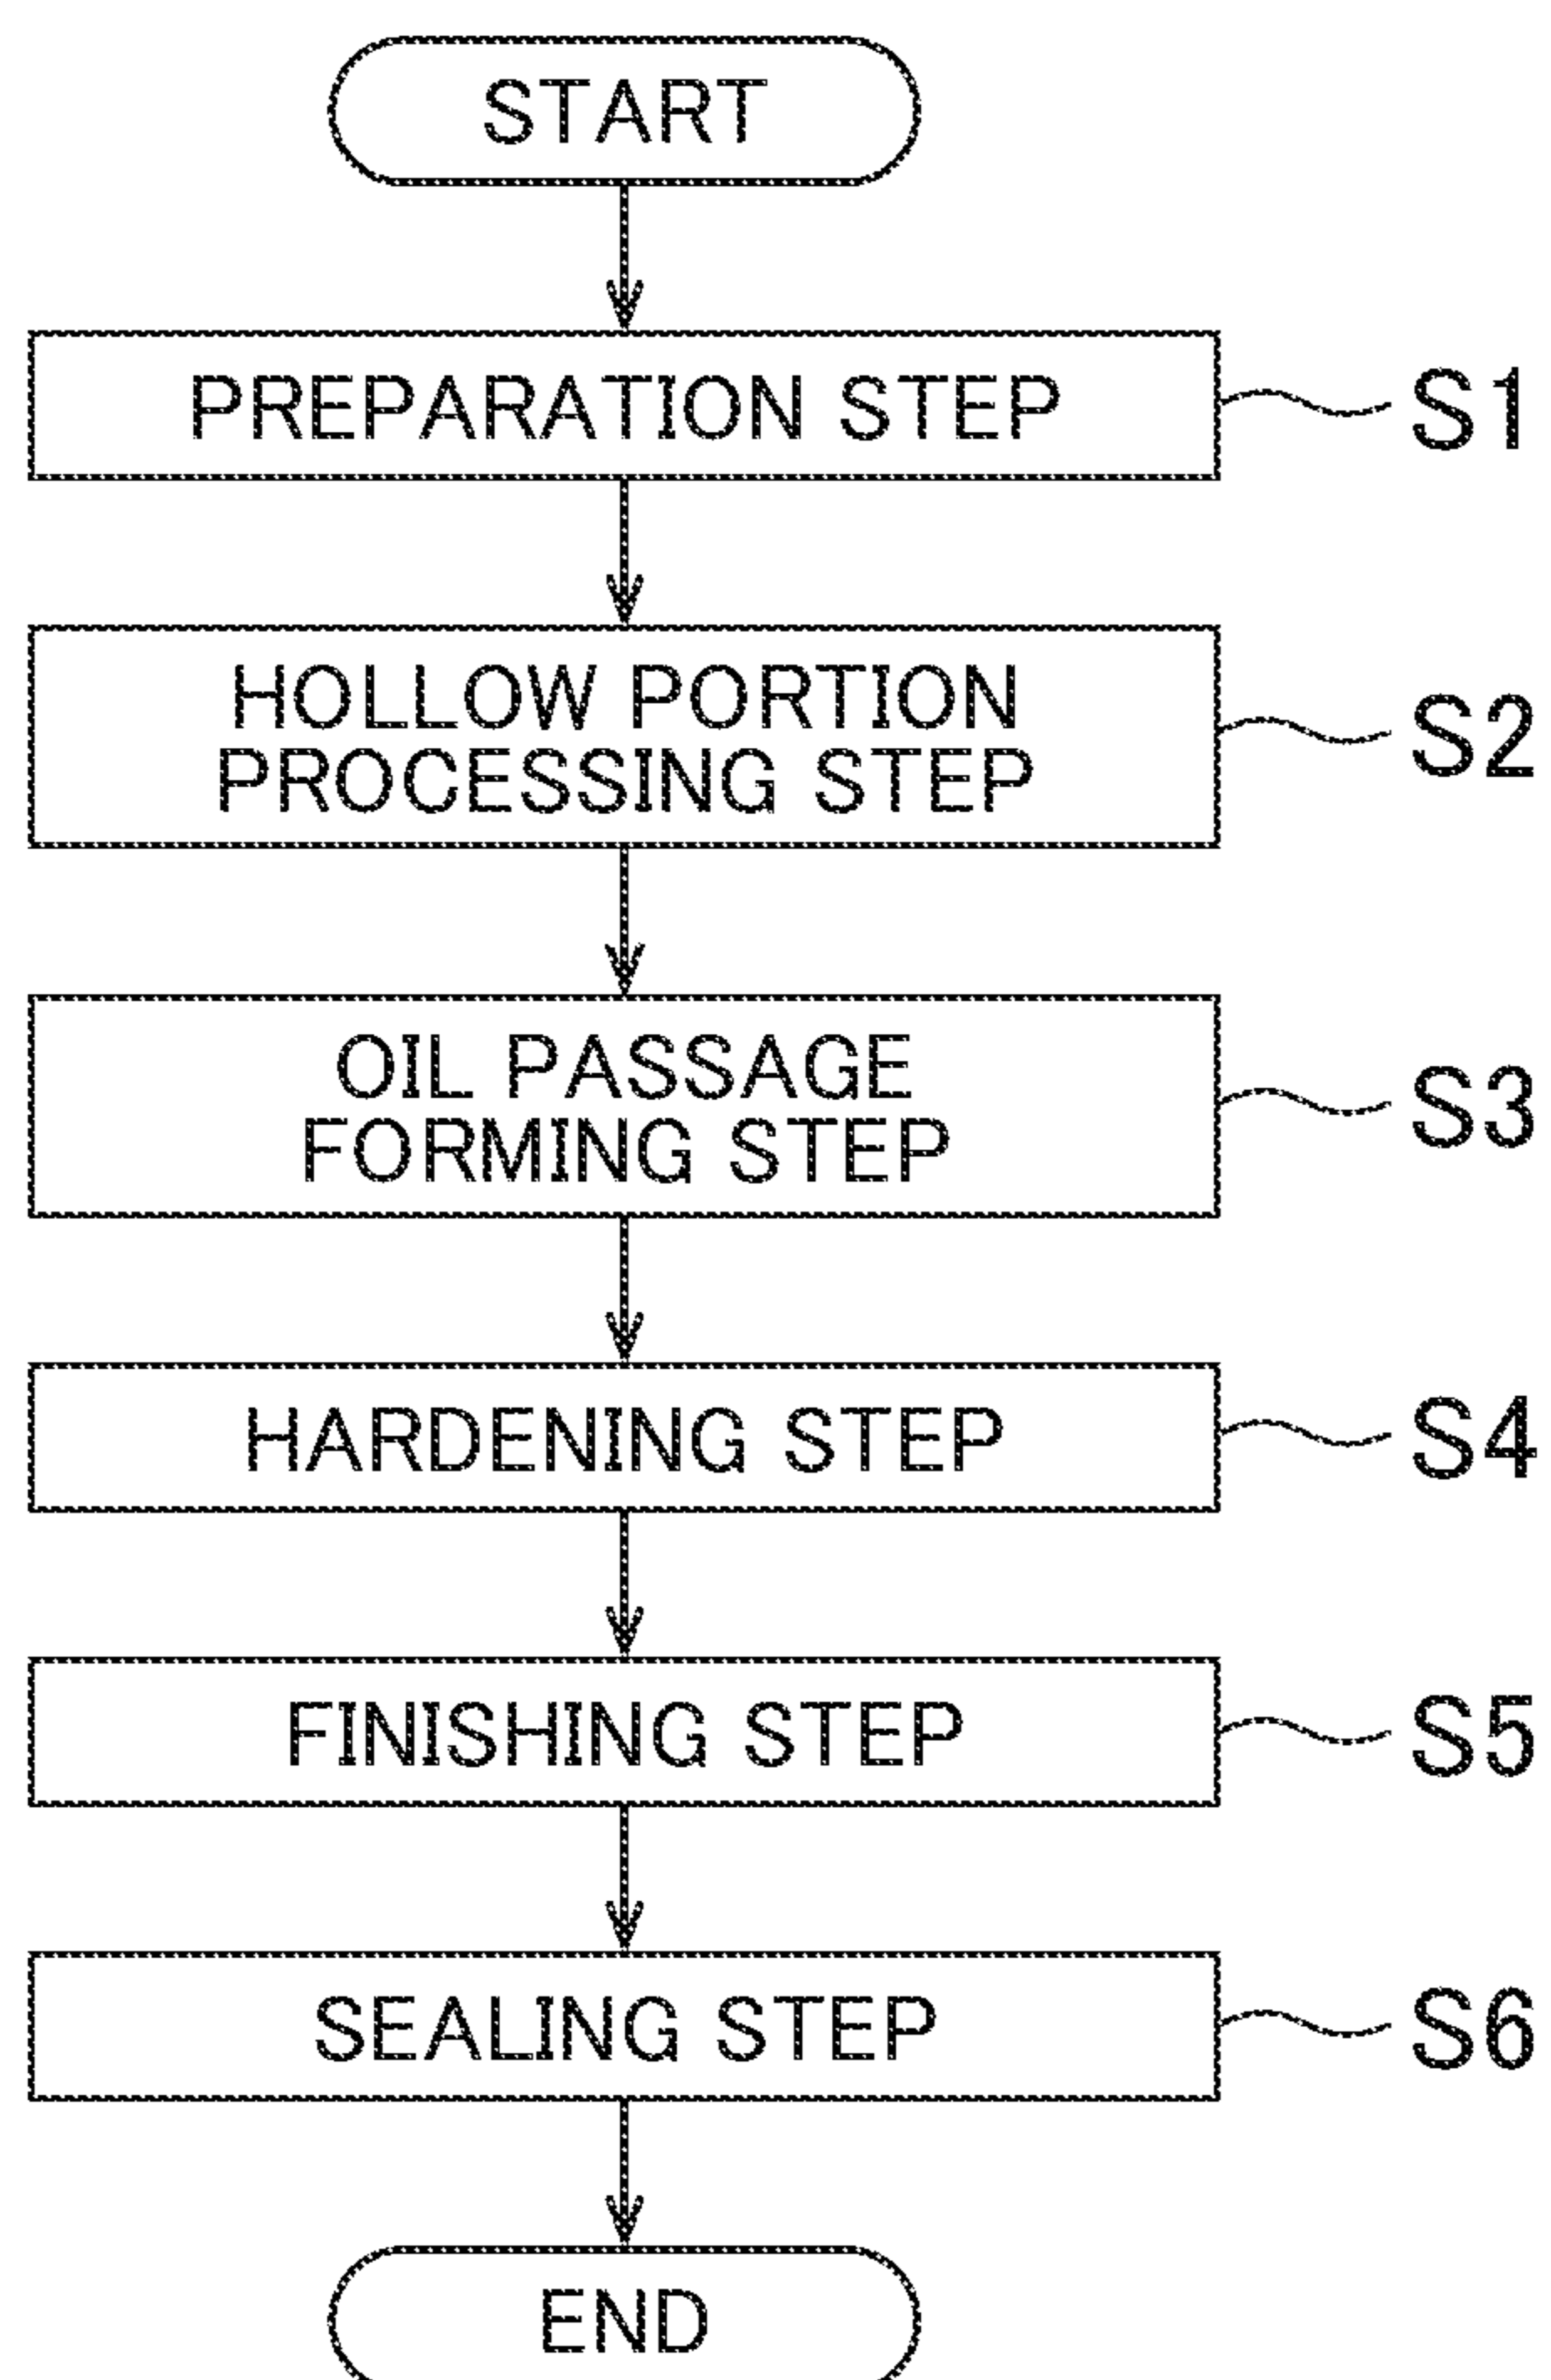 START
PREPARATION STEP
S1
HOLLOW PORTION
PROCESSING STEP
S2
OIL PASSAGE
FORMING STEP
S3
HARDENING STEP
S4
FINISHING STEP
S5
SEALING STEP
S6
END